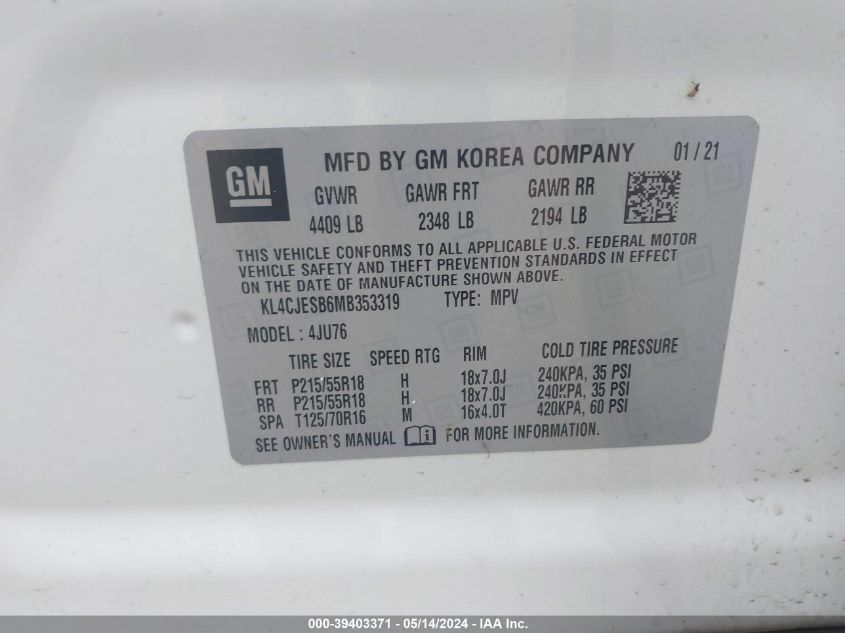 GM
MFD BY GM KOREA COMPANY 01/21
GVWR GAWR FRT GAWR RR
4409 LB 2348 LB 2194 LB
THIS VEHICLE CONFORMS TO ALL APPLICABLE U.S. FEDERAL MOTOR
VEHICLE SAFETY AND THEFT PREVENTION STANDARDS IN EFFECT
ON THE DATE OF MANUFACTURE SHOWN ABOVE.
KL4CJESB6MB353319 TYPE: MPV
MODEL: 4JU76
TIRE SIZE SPEED RTG RIM COLD TIRE PRESSURE
FRT P215/55R18 H 18x7.0J 240KPA, 35 PSI
RR P215/55R18 H 18x7.0J 240KPA, 35 PSI
SPA T125/70R16 M 16x4.0T 420KPA, 60 PSI
SEE OWNER'S MANUAL FOR MORE INFORMATION.
000-39403371 - 05/14/2024 - IAA Inc.